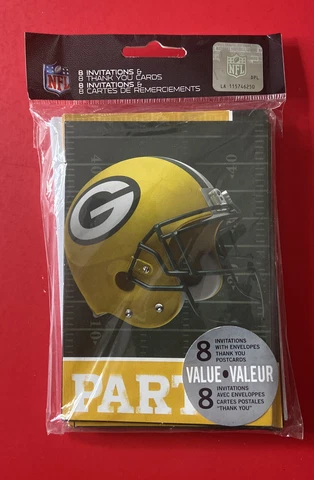 NFL
8 INVITATIONS &
8 THANK YOU CARDS
8 INVITATIONS &
8 CARTES DE REMERCIEMENTS
NFL
NFL
G
PART
8 INVITATIONS
WITH ENVELOPES
THANK YOU
POSTCARDS
VALUE•VALEUR
8 INVITATIONS
AVEC ENVELOPPES
CARTES POSTALES
"THANK YOU"